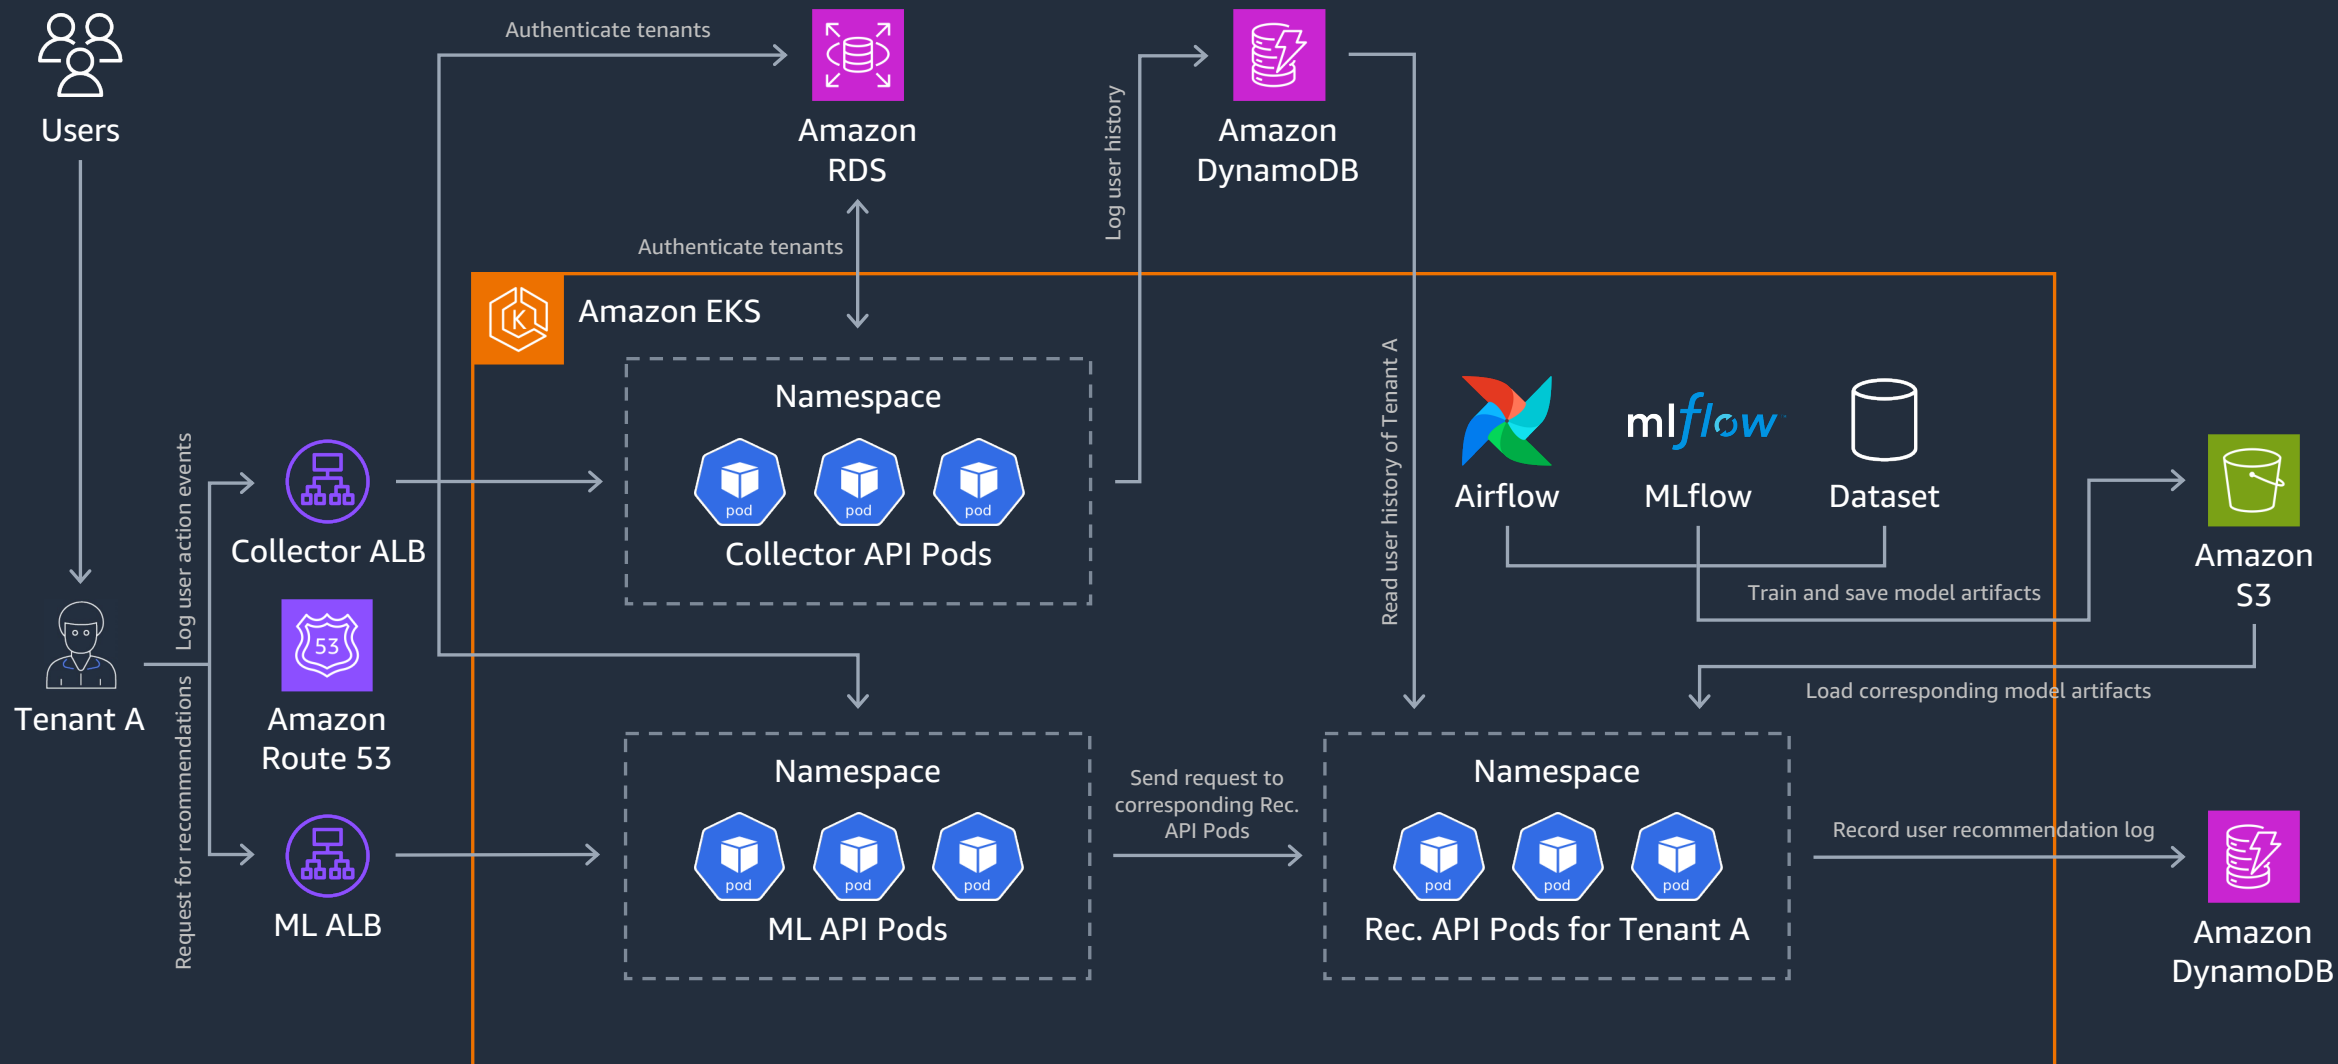 Users
Authenticate tenants
Amazon
RDS
Log user history
Amazon
DynamoDB
Authenticate tenants
K
Amazon EKS
Namespace
pod
pod
pod
Collector API Pods
Log user action events
Collector ALB
Read user history of Tenant A
Airflow
mlflow
MLflow
Dataset
Train and save model artifacts
Amazon
S3
Tenant A
53
Amazon
Route 53
Request for recommendations
ML ALB
Namespace
pod
pod
pod
ML API Pods
Send request to
corresponding Rec.
API Pods
Load corresponding model artifacts
Namespace
pod
pod
pod
Rec. API Pods for Tenant A
Record user recommendation log
Amazon
DynamoDB